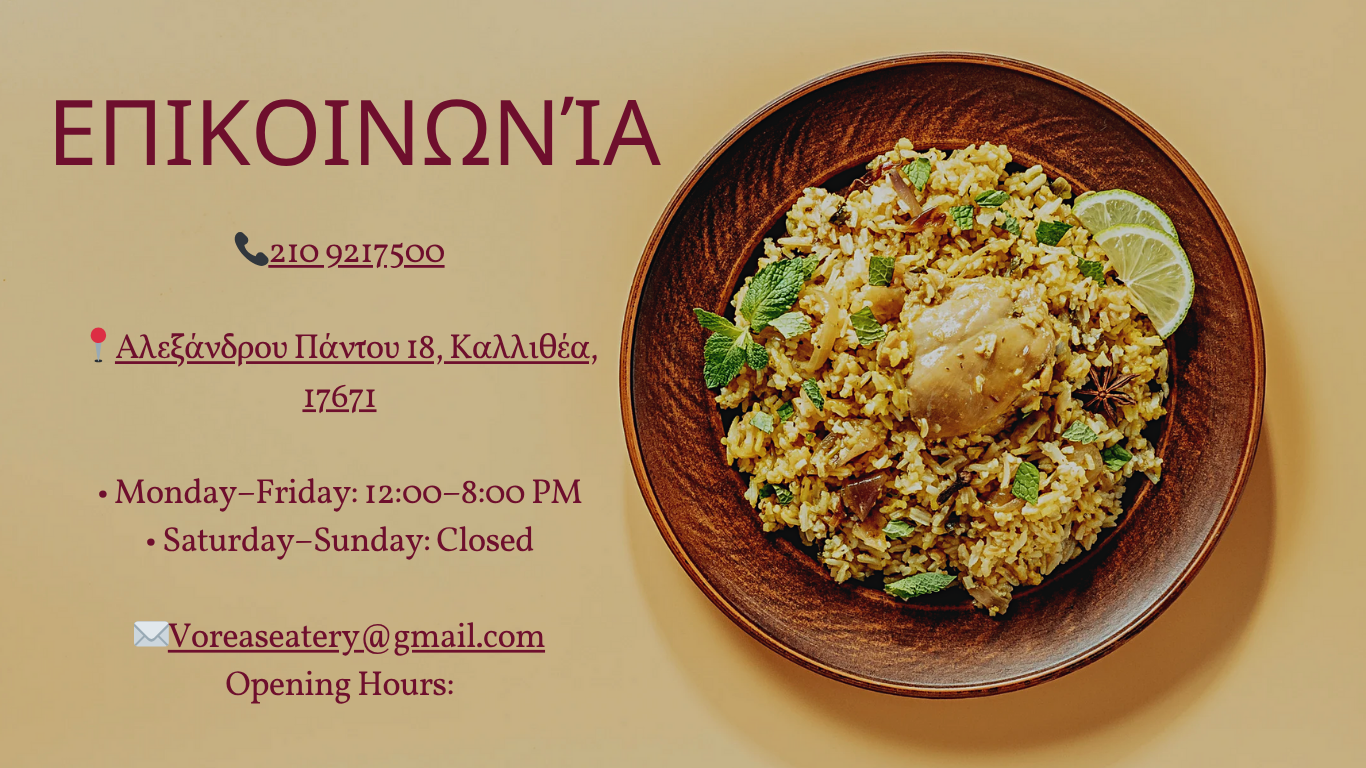 ΕΠΙΚΟΙΝΩΝΊΑ
📞210 9217500
📍Αλεξάνδρου Πάντου 18, Καλλιθέα,
17671
• Monday–Friday: 12:00–8:00 PM
• Saturday–Sunday: Closed
✉️Voreaseatery@gmail.com
Opening Hours: